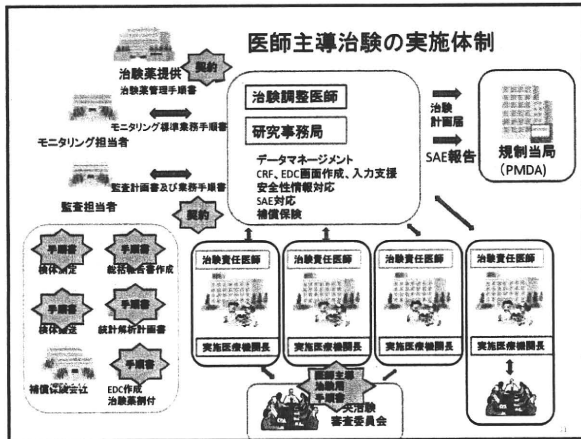 医師主導治験の実施体制
治験薬提供
契約
治験薬管理手順書
モニタリング標準業務手順書
モニタリング担当者
監査計画書及び業務手順書
監査担当者
契約
治験調整医師
研究事務局
データマネージメント
CRF、EDC画面作成、入力支援
安全性情報対応
SAE対応
補償保険
治験
計画届
SAE報告
規制当局
(PMDA)
手順書
検体測定
手順書
総括報告書作成
手順書
検体測定
手順書
統計解析計画書
補償保険会社
手順書
EDC作成
治験薬割付
治験責任医師
治験責任医師
治験責任医師
治験責任医師
実施医療機関長
実施医療機関長
実施医療機関長
実施医療機関長
医師主導
治験用
手順書
央治験
審査委員会